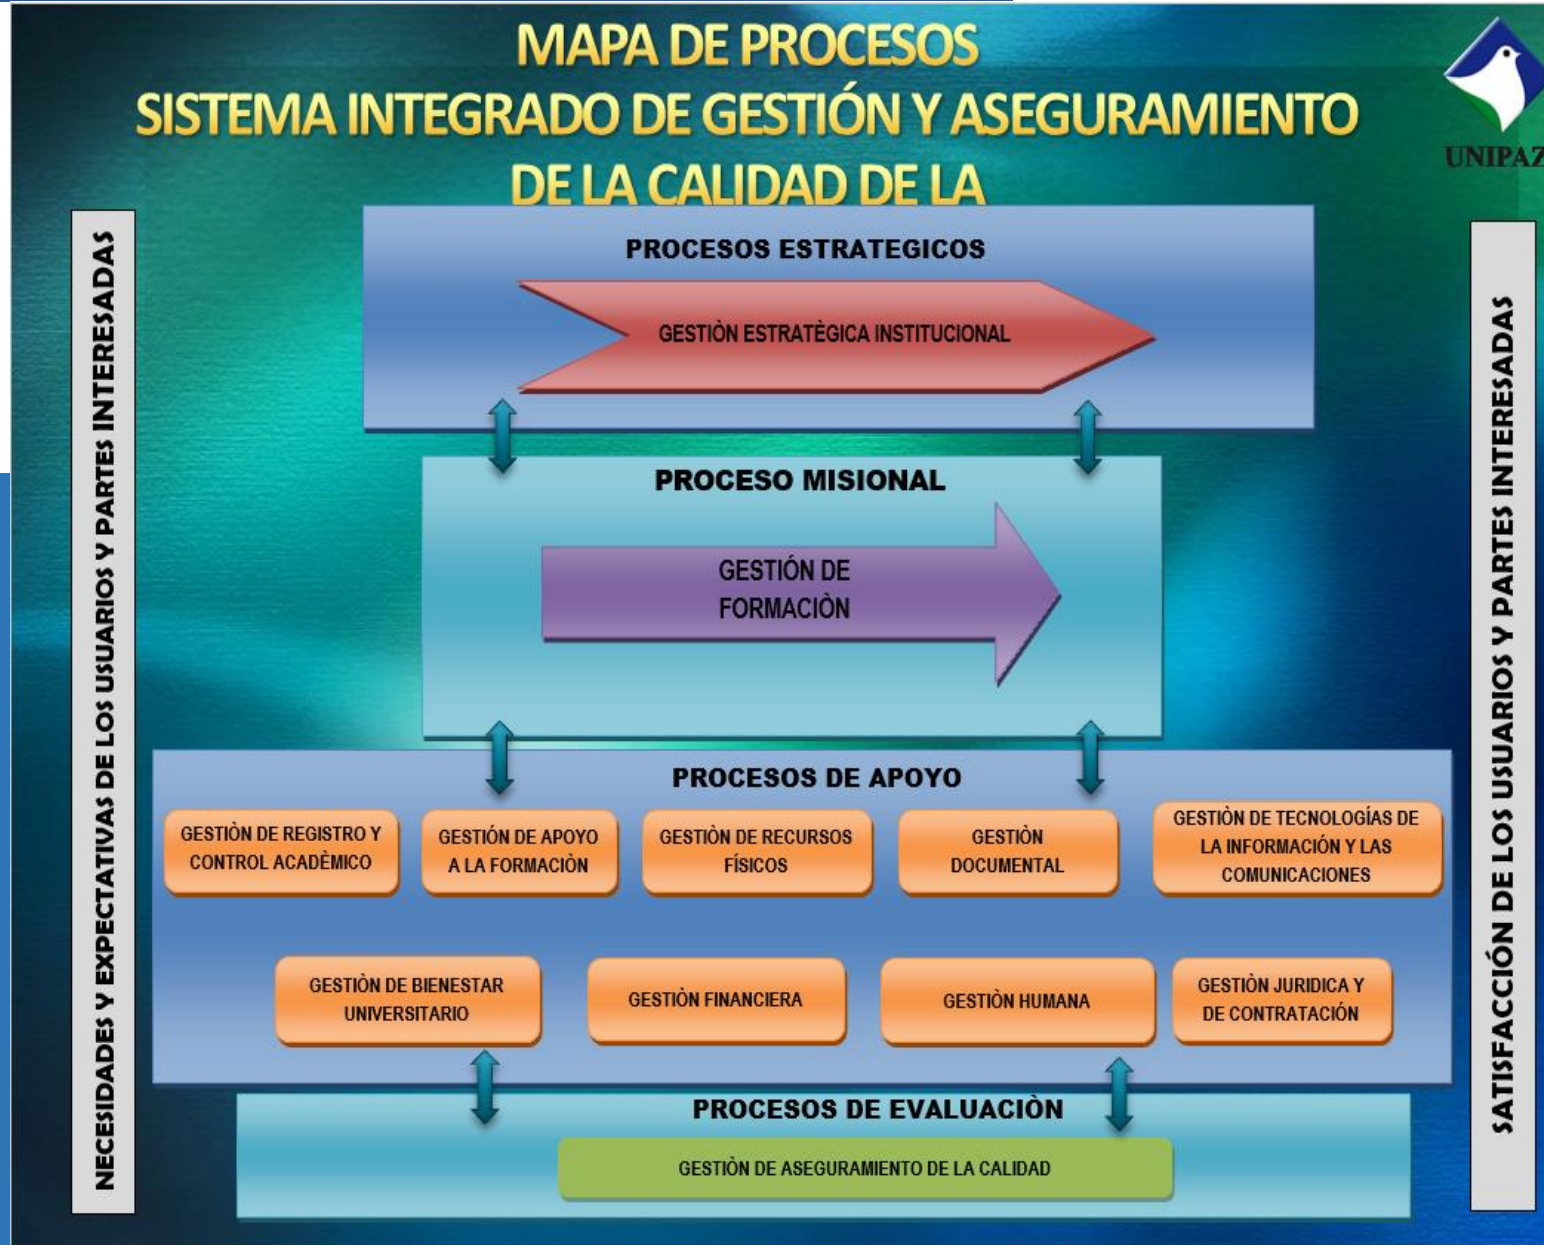 MAPA DE PROCESOS
SISTEMA INTEGRADO DE GESTIÓN Y ASEGURAMIENTO
DE LA CALIDAD DE LA
UNIPAZ
NECESIDADES Y EXPECTATIVAS DE LOS USUARIOS Y PARTES INTERESADAS
PROCESOS ESTRATEGICOS
GESTIÒN ESTRATÈGICA INSTITUCIONAL
PROCESO MISIONAL
GESTIÓN DE
FORMACIÒN
PROCESOS DE APOYO
GESTIÒN DE REGISTRO Y
CONTROL ACADÈMICO
GESTIÓN DE APOYO
A LA FORMACIÒN
GESTIÒN DE RECURSOS
FÍSICOS
GESTIÒN
DOCUMENTAL
GESTIÒN DE TECNOLOGÍAS DE
LA INFORMACIÓN Y LAS
COMUNICACIONES
GESTIÒN DE BIENESTAR
UNIVERSITARIO
GESTIÒN FINANCIERA
GESTIÒN HUMANA
GESTIÒN JURIDICA Y
DE CONTRATACIÓN
PROCESOS DE EVALUACIÒN
GESTIÒN DE ASEGURAMIENTO DE LA CALIDAD
SATISFACCCIÓN DE LOS USUARIOS Y PARTES INTERESADAS